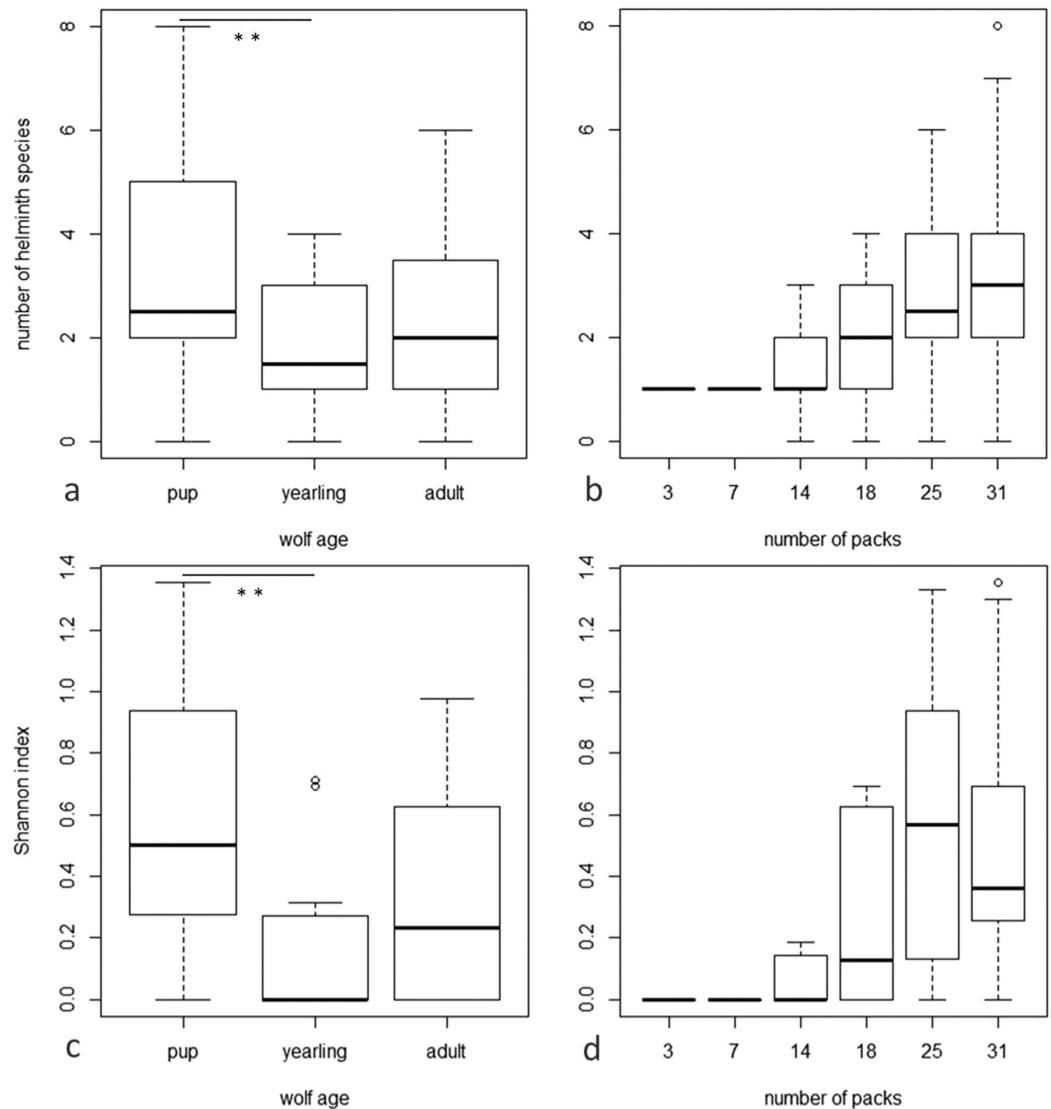 * *
number of helminth species
0 2 4 6 8
pup yearling adult
a
wolf age
0 2 4 6 8
3 7 14 18 25 31
b
number of packs
* *
Shannon index
0.0 0.2 0.4 0.6 0.8 1.0 1.2 1.4
pup yearling adult
c
wolf age
0.0 0.2 0.4 0.6 0.8 1.0 1.2 1.4
3 7 14 18 25 31
d
number of packs